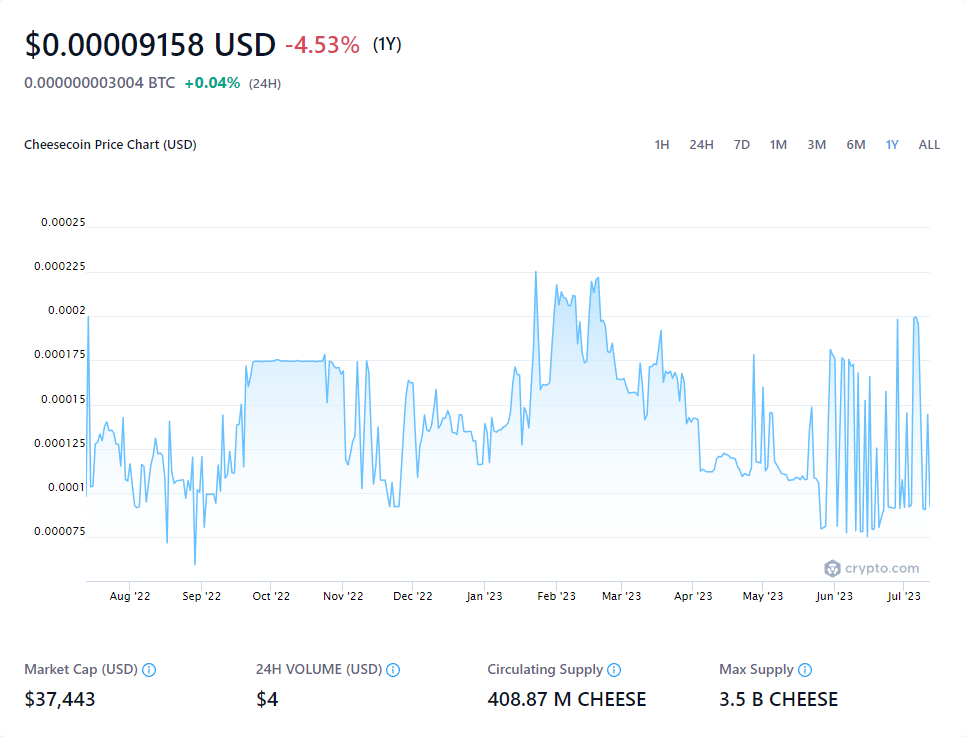 $0.00009158 USD -4.53% (1Y)
0.000000003004 BTC +0.04% (24H)
Cheesecoin Price Chart (USD) 1H 24H 7D 1M 3M 6M 1Y ALL
0.00025
0.000225
0.0002
0.000175
0.00015
0.000125
0.0001
0.000075
crypto.com
Aug '22 Sep '22 Oct '22 Nov '22 Dec '22 Jan '23 Feb '23 Mar '23 Apr '23 May '23 Jun '23 Jul '23
Market Cap (USD) 24H VOLUME (USD) Circulating Supply Max Supply
$37,443 $4 408.87 M CHEESE 3.5 B CHEESE